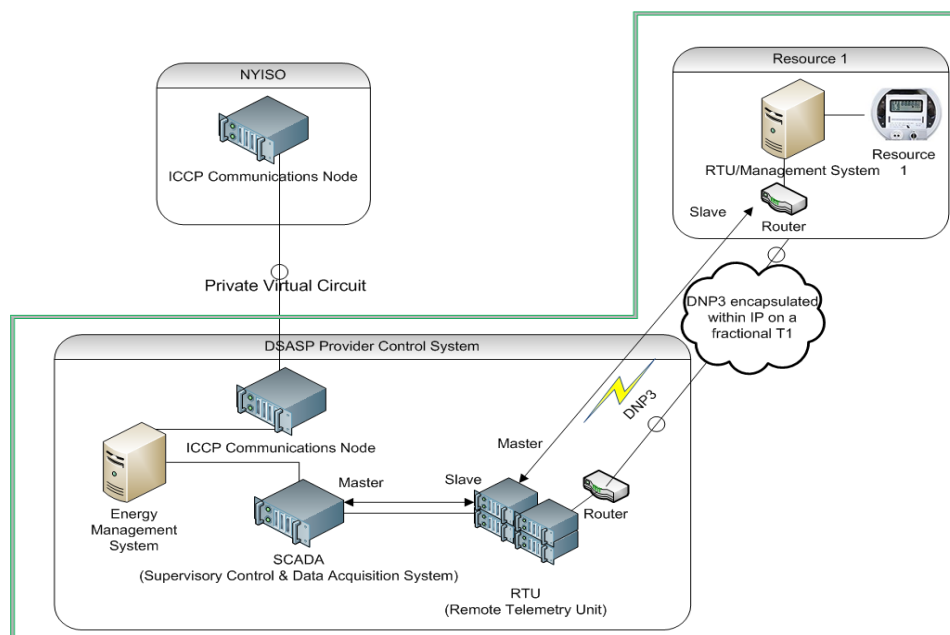 NYISO
ICCP Communications Node
Private Virtual Circuit
Resource 1
RTU/Management System
Resource
1
Slave
Router
DNP3 encapsulated
within IP on a
fractional T1
DSASP Provider Control System
ICCP Communications Node
Energy
Management
System
Master
Slave
SCADA
(Supervisory Control & Data Acquisition System)
Master
DNP3
Router
RTU
(Remote Telemetry Unit)